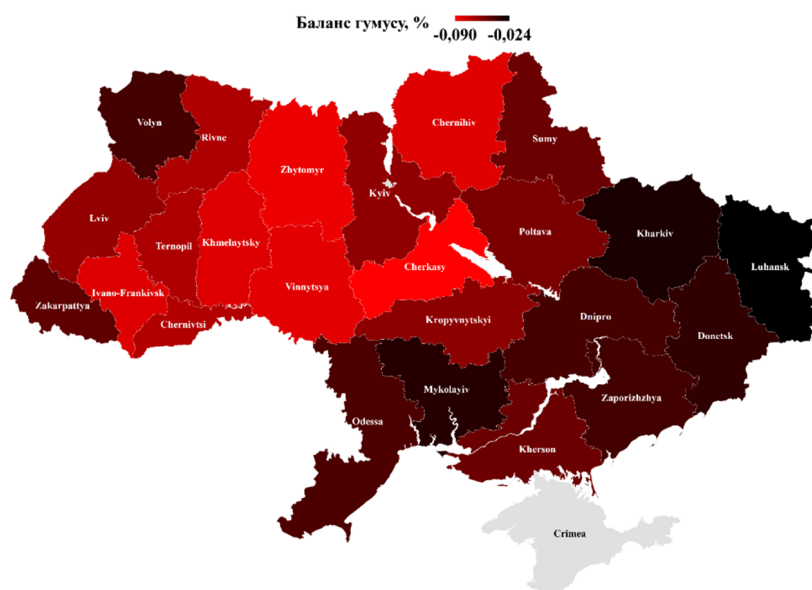 Баланс гумусу, %
-0,090 -0,024
Volyn
Rivne
Chernihiv
Sumy
Zhytomyr
Kyiv
Lviv
Ternopil
Khmelnytsky
Poltava
Kharkiv
Luhansk
Cherkasy
Ivano-Frankivsk
Vinnytsya
Zakarpattya
Chernivtsi
Kropyvnytskyi
Dnipro
Donetsk
Mykolayiv
Zaporizhzhya
Odessa
Kherson
Crimea